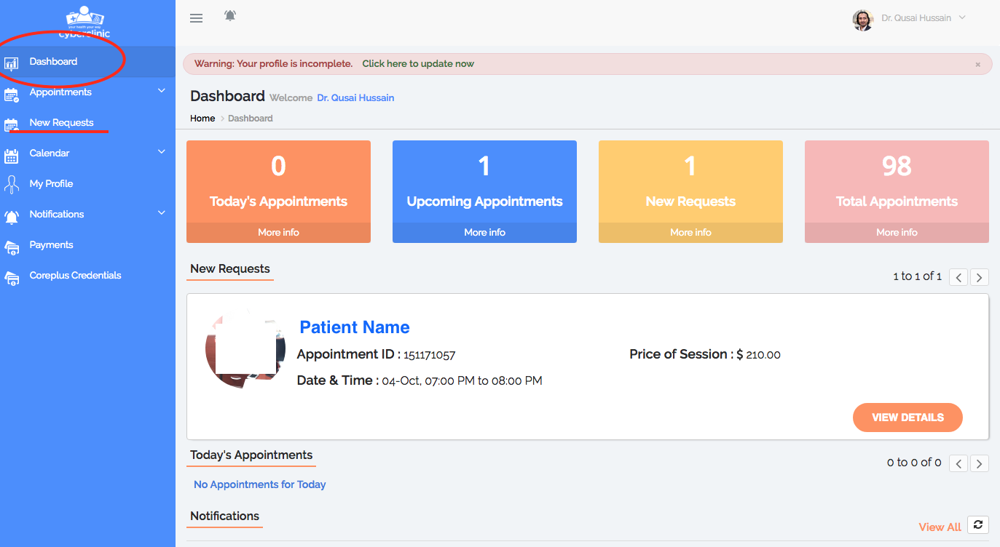 your health your way
cyberclinic
Dashboard
Appointments
New Requests
Calendar
My Profile
Notifications
Payments
Coreplus Credentials
Dr. Qusai Hussain
Warning: Your profile is incomplete. Click here to update now
×
Dashboard Welcome Dr. Qusai Hussain
Home > Dashboard
0
Today's Appointments
More info
1
Upcoming Appointments
More info
1
New Requests
More info
98
Total Appointments
More info
New Requests
1 to 1 of 1
Patient Name
Appointment ID : 151171057
Price of Session : $ 210.00
Date & Time : 04-Oct, 07:00 PM to 08:00 PM
VIEW DETAILS
Today's Appointments
0 to 0 of 0
No Appointments for Today
Notifications
View All